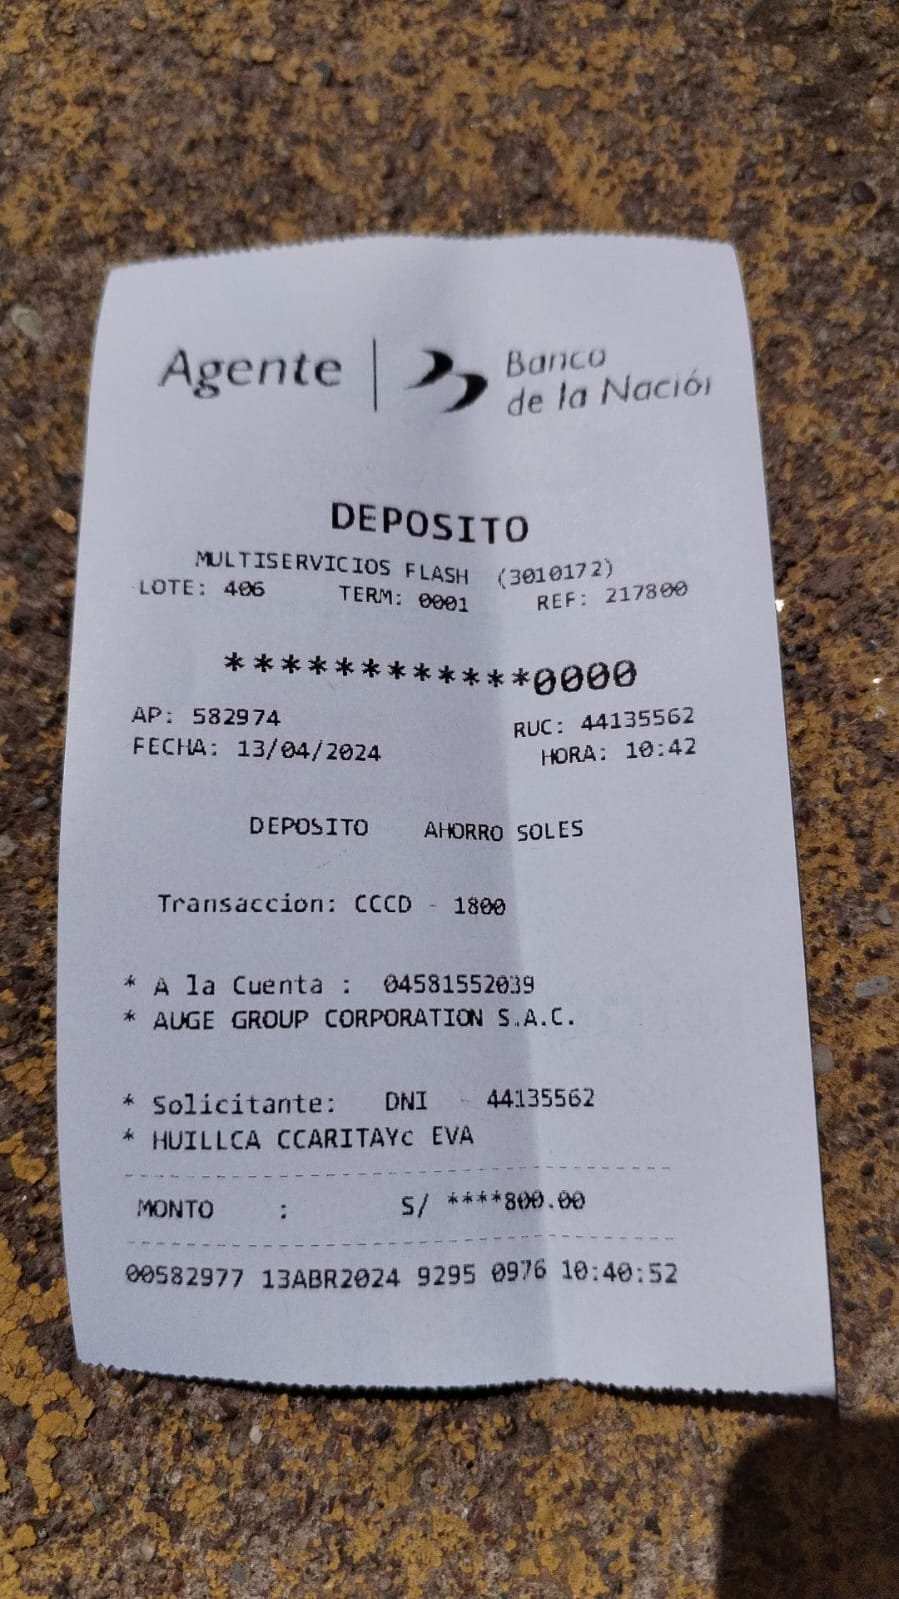 Agente | Banco
de la Nación
DEPOSITO
MULTISERVICIOS FLASH (3010172)
LOTE: 406 TERM: 0001 REF: 217800
************0000
AP: 582974 RUC: 44135562
FECHA: 13/04/2024 HORA: 10:42
DEPOSITO AHORRO SOLES
Transaccion: CCCD - 1800
* A la Cuenta : 04581552039
* AUGE GROUP CORPORATION S.A.C.
* Solicitante: DNI - 44135562
* HUILLCA CCARITAYc EVA
MONTO : S/ ****800.00
00582977 13ABR2024 9295 0976 10:40:52